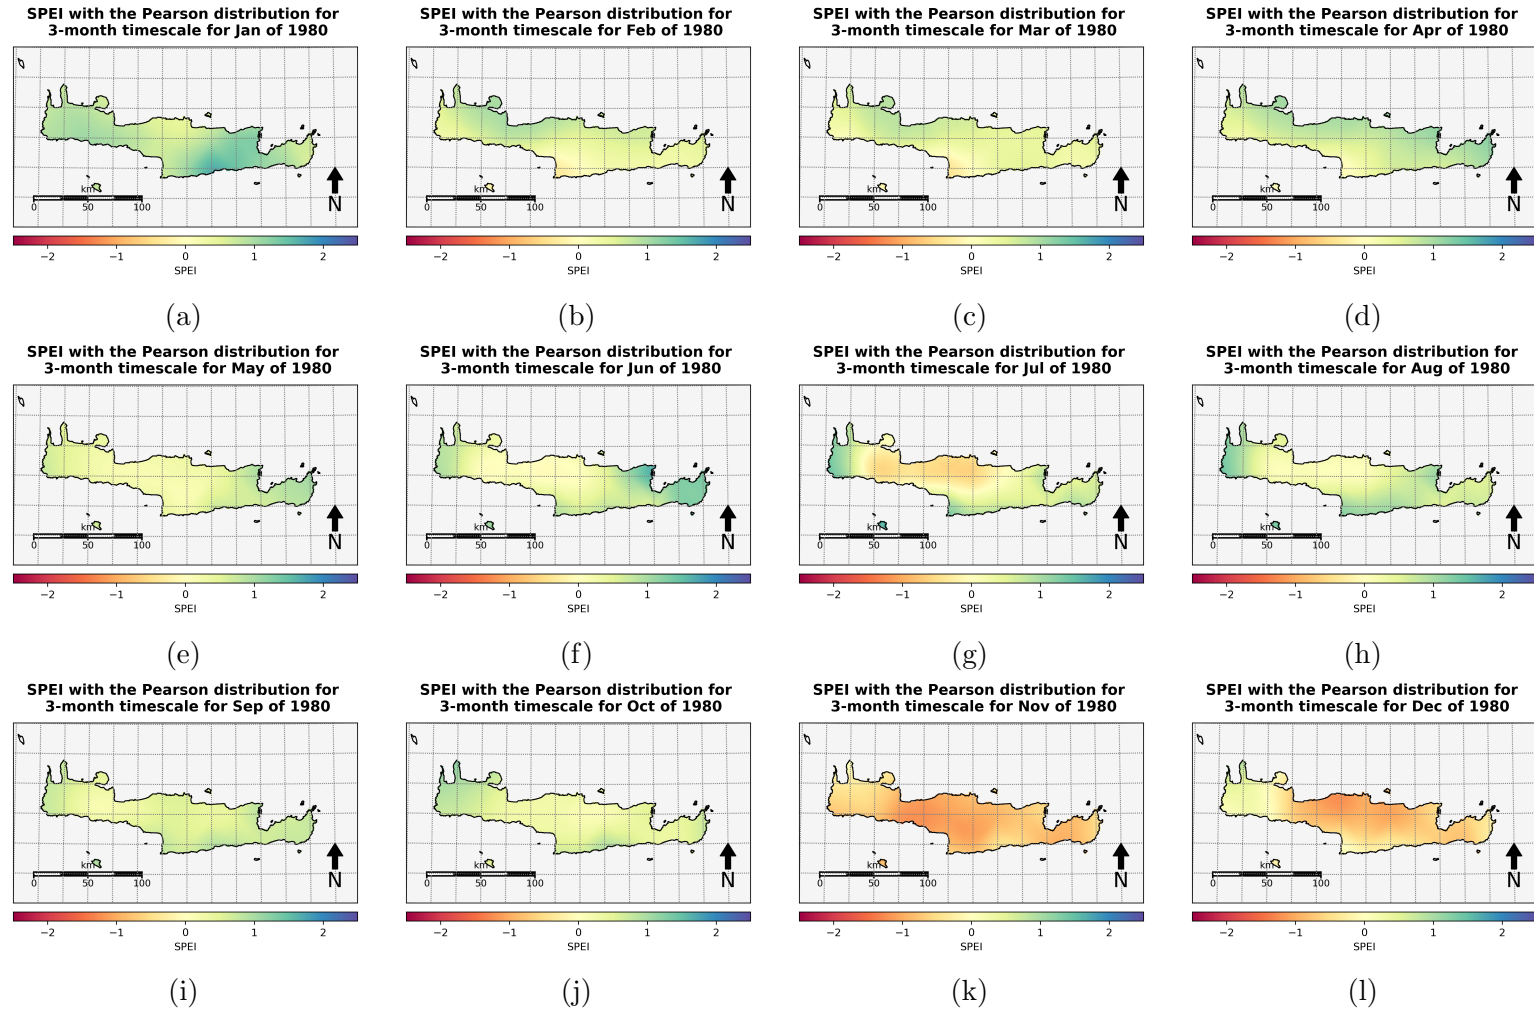 SPEI with the Pearson distribution for
3-month timescale for Jan of 1980
km
0 50 100
N
−2 −1 0 1 2
SPEI
(a)
SPEI with the Pearson distribution for
3-month timescale for Feb of 1980
km
0 50 100
N
−2 −1 0 1 2
SPEI
(b)
SPEI with the Pearson distribution for
3-month timescale for Mar of 1980
km
0 50 100
N
−2 −1 0 1 2
SPEI
(c)
SPEI with the Pearson distribution for
3-month timescale for Apr of 1980
km
0 50 100
N
−2 −1 0 1 2
SPEI
(d)
SPEI with the Pearson distribution for
3-month timescale for May of 1980
km
0 50 100
N
−2 −1 0 1 2
SPEI
(e)
SPEI with the Pearson distribution for
3-month timescale for Jun of 1980
km
0 50 100
N
−2 −1 0 1 2
SPEI
(f)
SPEI with the Pearson distribution for
3-month timescale for Jul of 1980
km
0 50 100
N
−2 −1 0 1 2
SPEI
(g)
SPEI with the Pearson distribution for
3-month timescale for Aug of 1980
km
0 50 100
N
−2 −1 0 1 2
SPEI
(h)
SPEI with the Pearson distribution for
3-month timescale for Sep of 1980
km
0 50 100
N
−2 −1 0 1 2
SPEI
(i)
SPEI with the Pearson distribution for
3-month timescale for Oct of 1980
km
0 50 100
N
−2 −1 0 1 2
SPEI
(j)
SPEI with the Pearson distribution for
3-month timescale for Nov of 1980
km
0 50 100
N
−2 −1 0 1 2
SPEI
(k)
SPEI with the Pearson distribution for
3-month timescale for Dec of 1980
km
0 50 100
N
−2 −1 0 1 2
SPEI
(l)